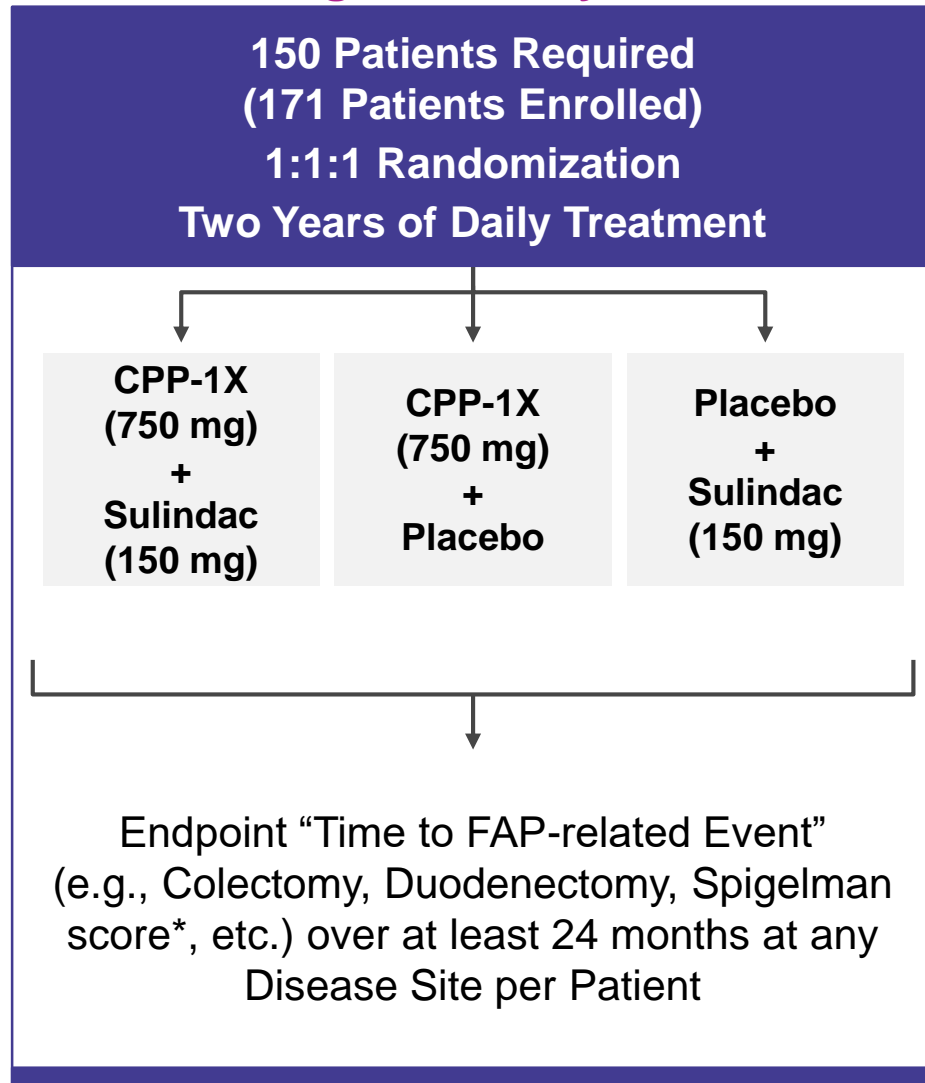 150 Patients Required
(171 Patients Enrolled)
1:1:1 Randomization
Two Years of Daily Treatment
CPP-1X
(750 mg)
+
Sulindac
(150 mg)
CPP-1X
(750 mg)
+
Placebo
Placebo
+
Sulindac
(150 mg)
Endpoint “Time to FAP-related Event”
(e.g., Colectomy, Duodenectomy, Spigelman
score*, etc.) over at least 24 months at any
Disease Site per Patient